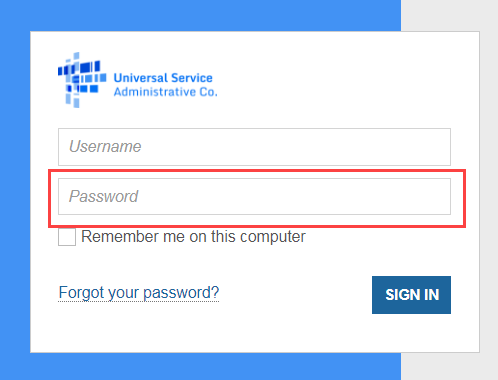 Universal Service
Administrative Co.
Username
Password
Remember me on this computer
Forgot your password?
SIGN IN